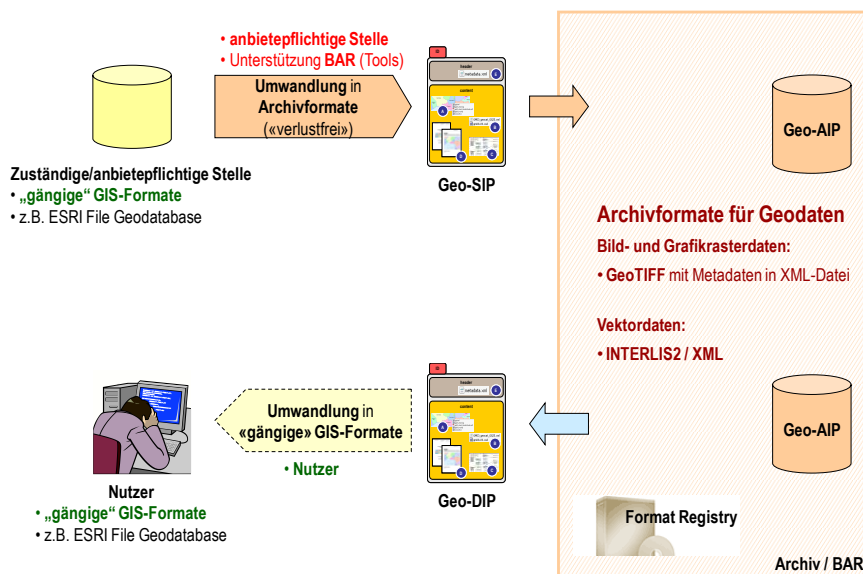 • anbietepflichtige Stelle
• Unterstützung BAR (Tools)
Umwandlung in
Archivformate
(«verlustfrei»)
header
metadata.xml
content
Geo-SIP
Geo-AIP
Zuständige/anbietepflichtige Stelle
• „gängige“ GIS-Formate
• z.B. ESRI File Geodatabase
Archivformate für Geodaten
Bild- und Grafikrasterdaten:
• GeoTIFF mit Metadaten in XML-Datei
Vektordaten:
• INTERLIS2 / XML
Umwandlung in
«gängige» GIS-Formate
• Nutzer
header
metadata.xml
content
Geo-DIP
Geo-AIP
Nutzer
• „gängige“ GIS-Formate
• z.B. ESRI File Geodatabase
Format Registry
Archiv / BAR